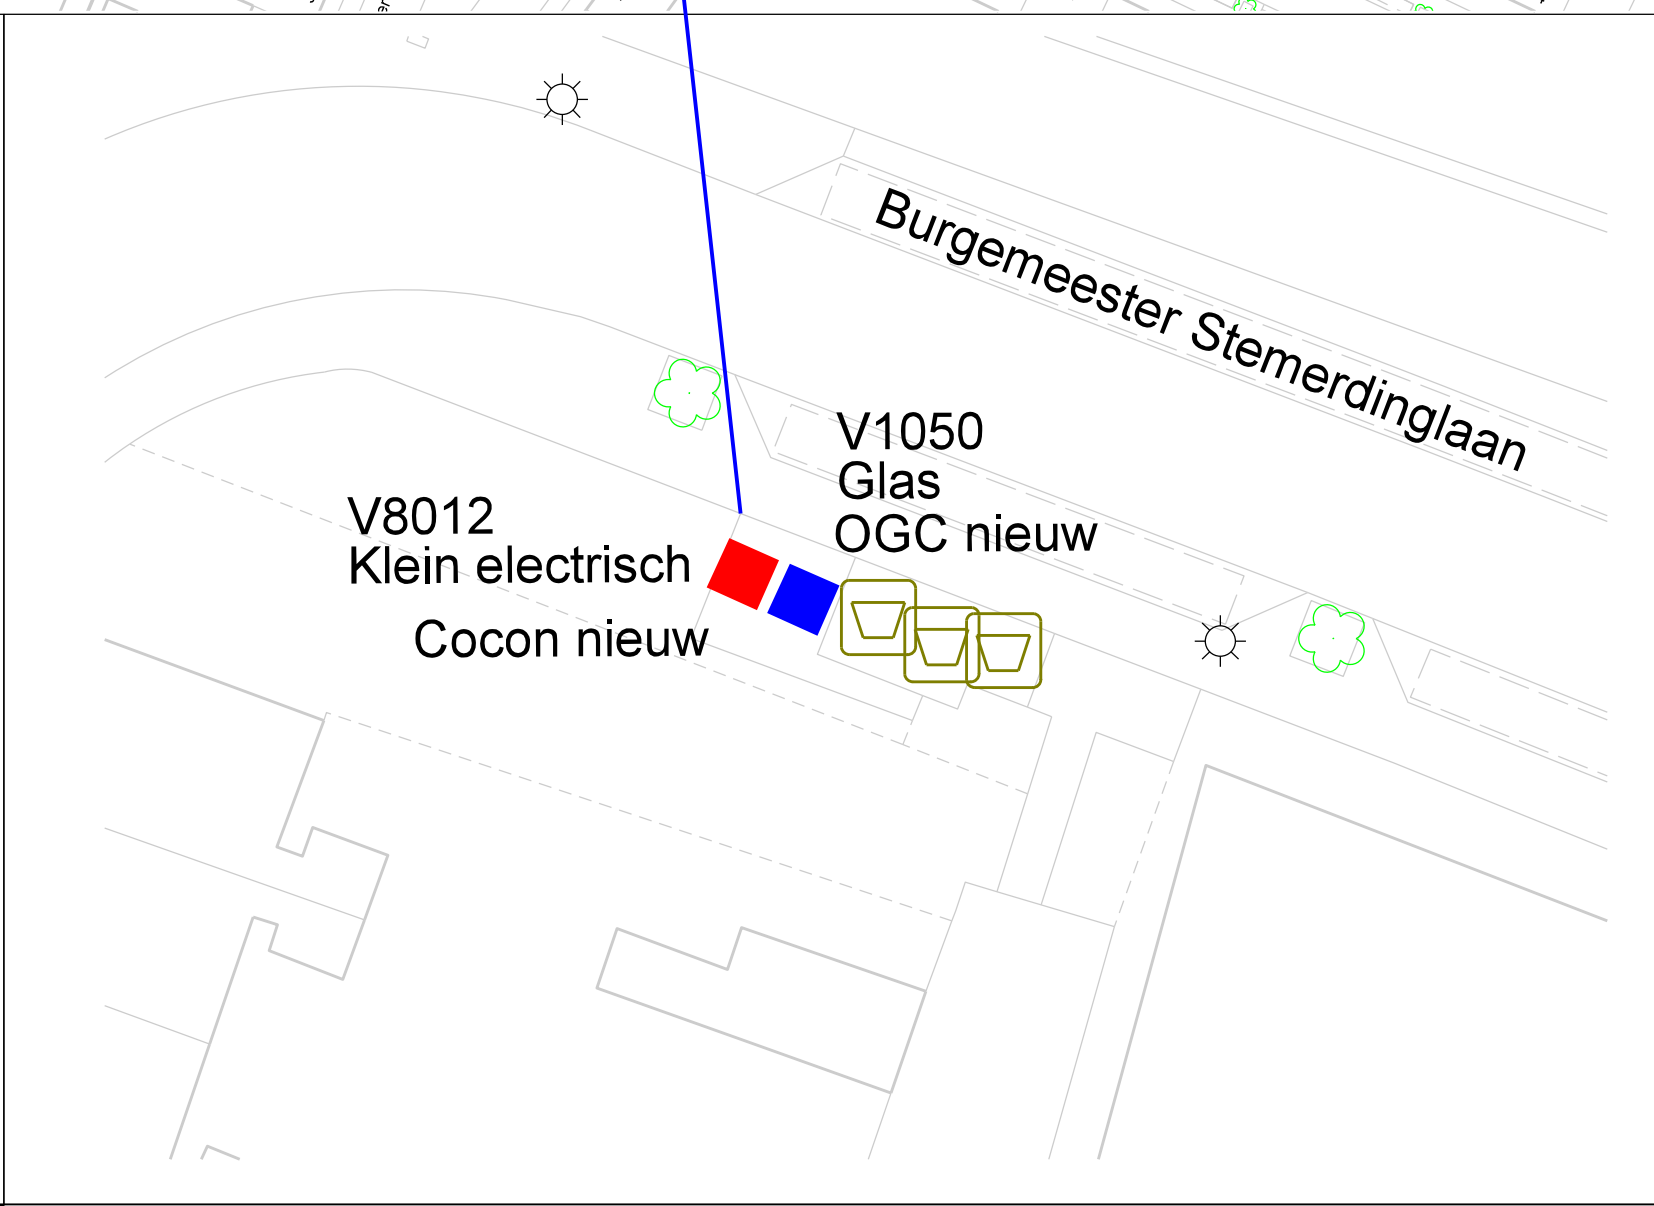 Burgemeester Stemerdinglaan
V1050
Glas
OGC nieuw
V8012
Klein electrisch
Cocon nieuw